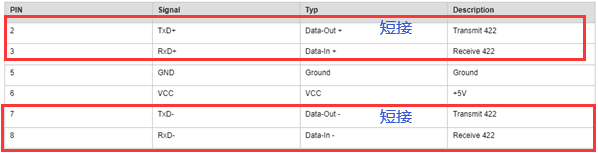 PIN Signal Typ Description
2 TxD+ Data-Out + 短接 Transmit 422
3 RxD+ Data-In + Receive 422
5 GND Ground Ground
6 VCC VCC +5V
7 TxD- Data-Out - 短接 Transmit 422
8 RxD- Data-In - Receive 422